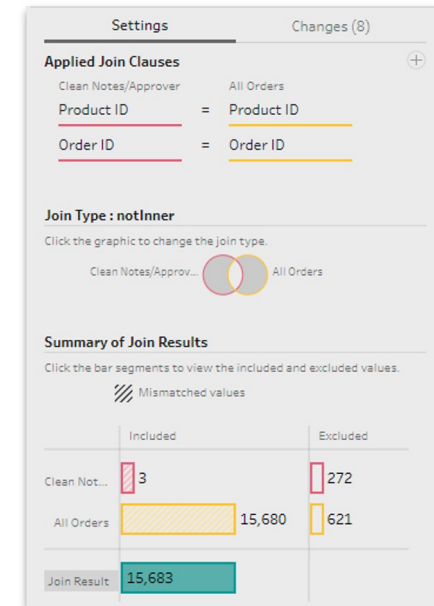 Settings
Changes (8)
Applied Join Clauses
Clean Notes/Approver
All Orders
Product ID = Product ID
Order ID = Order ID
Join Type : notInner
Click the graphic to change the join type.
Clean Notes/Approv...
All Orders
Summary of Join Results
Click the bar segments to view the included and excluded values.
Mismatched values
Included
Excluded
Clean Not... 3 272
All Orders 15,680 621
Join Result 15,683